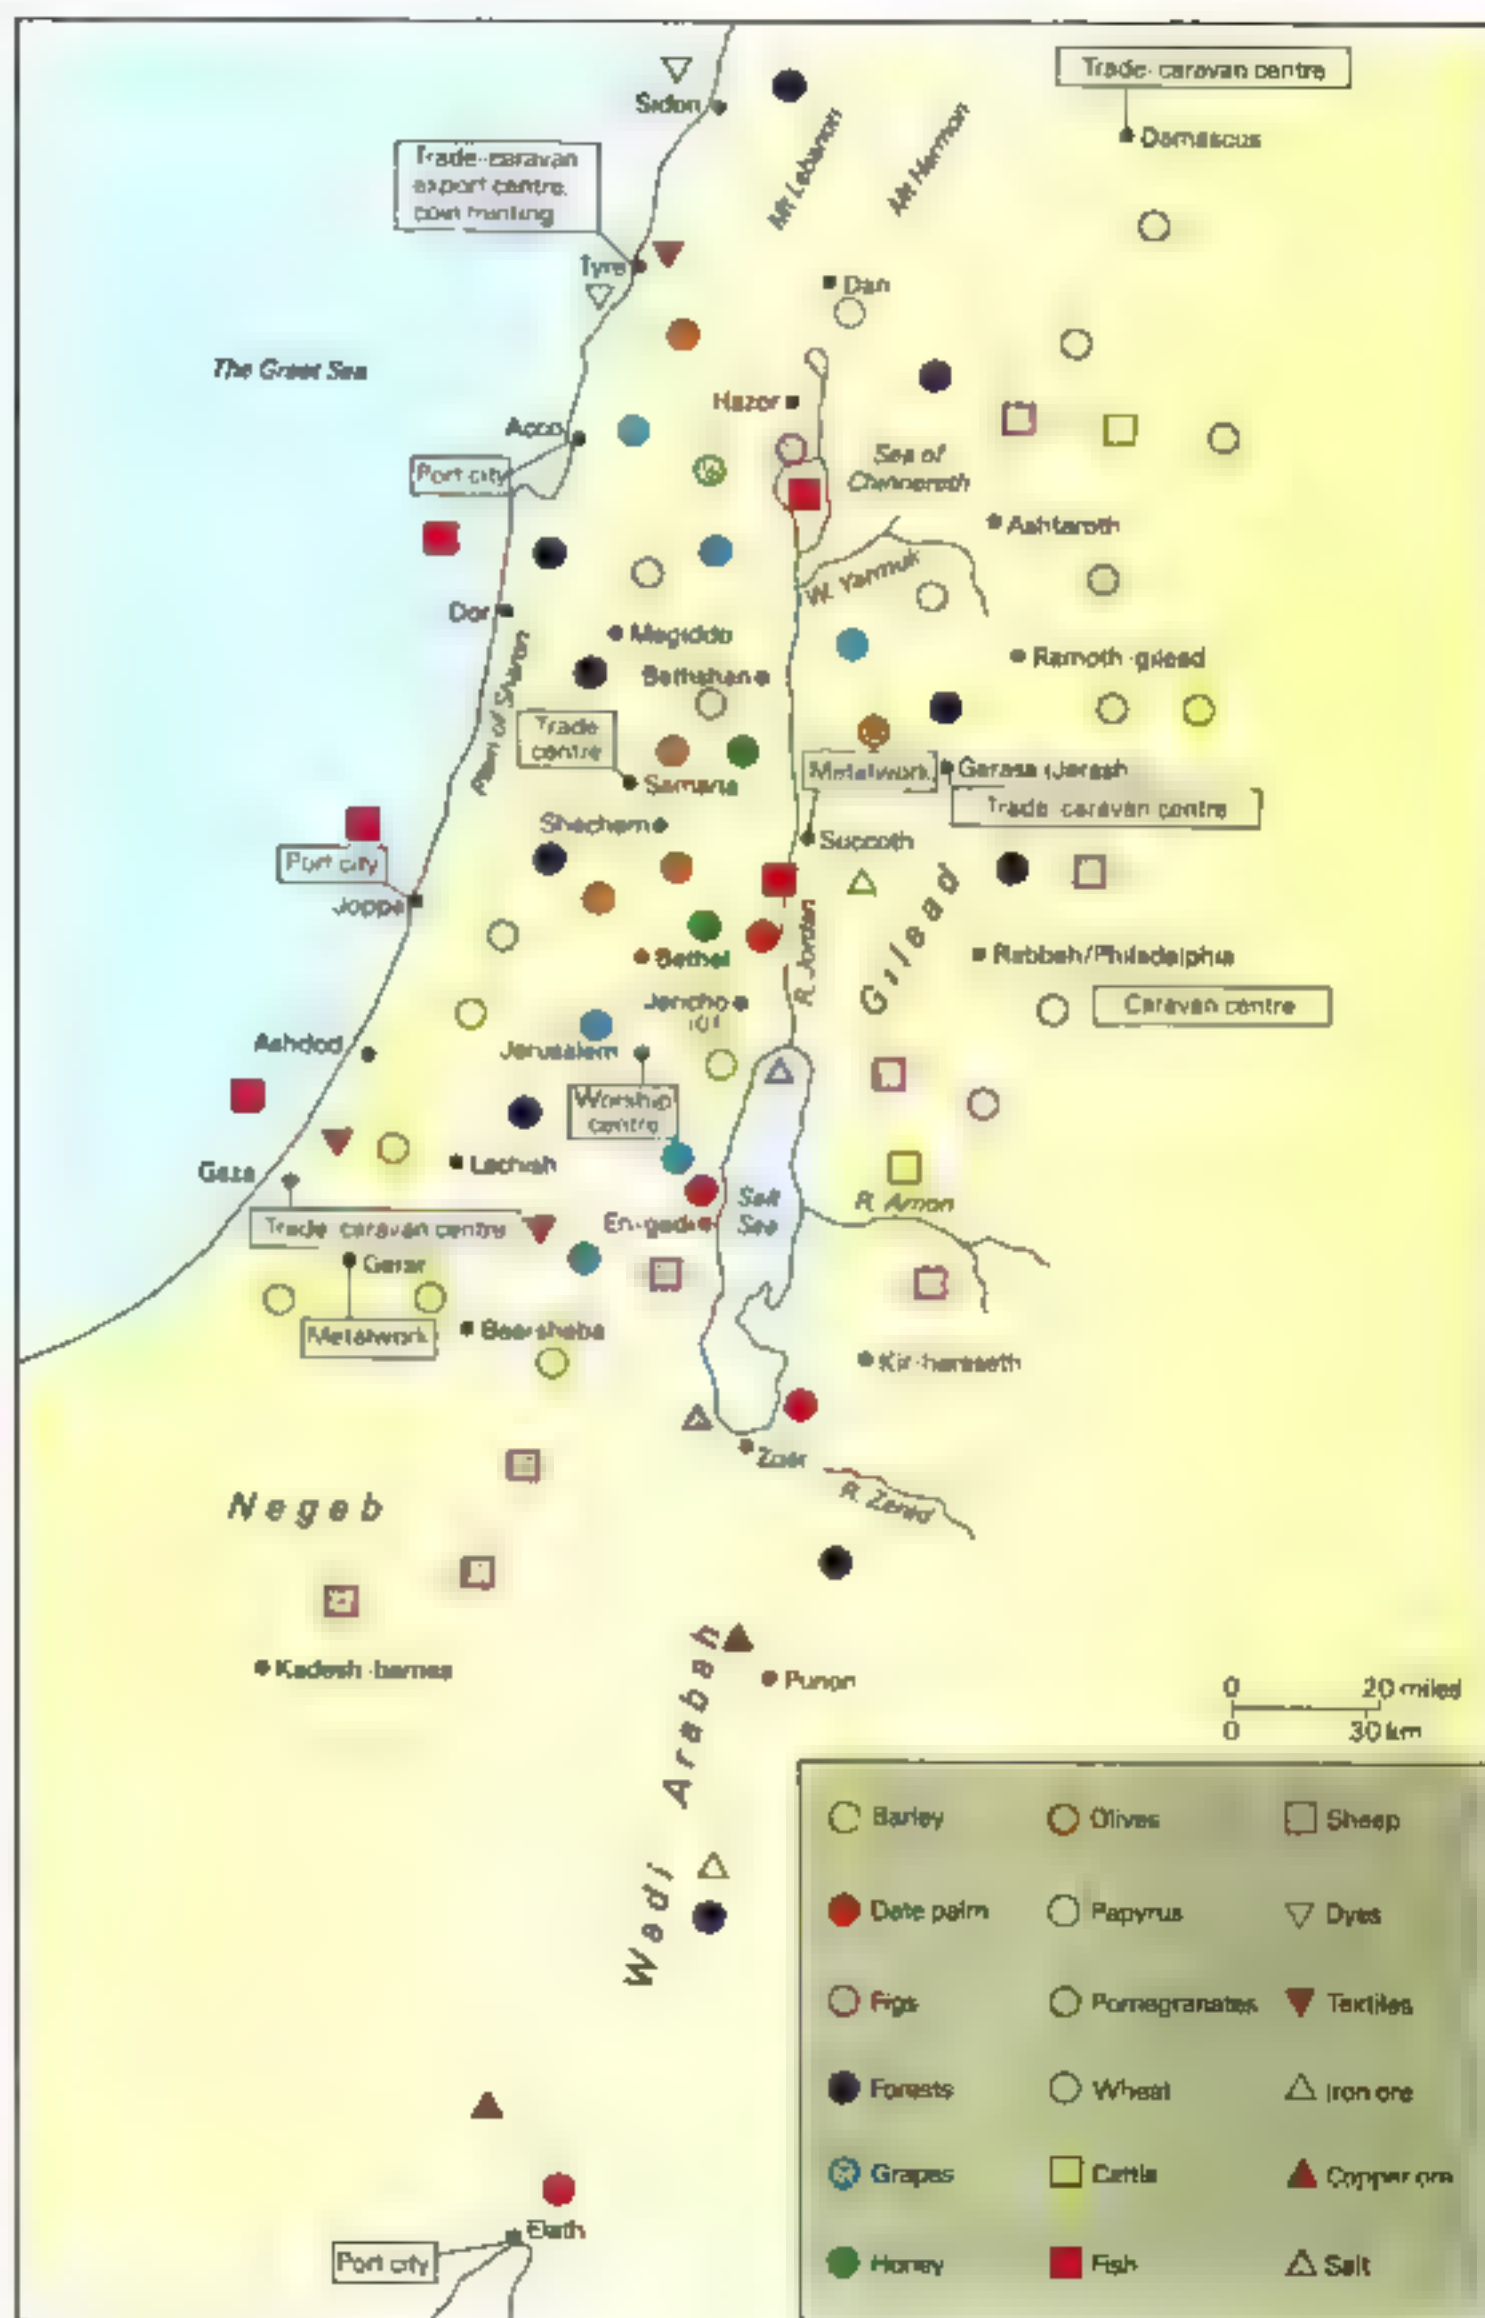 Trade-caravan centre
Sidon
Damascus
Mt Lebanon
Mt Hermon
Trade-caravan
export centre,
Tyre
Dan
The Great Sea
Hazor
Acco
Port city
Sea of
Chinnereth
Ashtaroth
W. Yarmuk
Dor
Megiddo
Plain of Sharon
Bethshan
Ramoth-gilead
Trade
centre
Samaria
Metalwork
Gerasa/Jerash
Trade-caravan centre
Shechem
Succoth
Port city
Joppa
R. Jordan
Gilead
Bethel
Rabbah/Philadelphia
Jericho
Caravan centre
Ashdod
Jerusalem
Worship
centre
Lachish
Gaza
Salt
Sea
R. Arnon
Trade-caravan centre
En-gedi
Gerar
Metalwork
Beersheba
Kir-hareseth
Zoar
R. Zered
Negeb
Kadesh-barnea
Punon
Wadi Arabah
0 20 miles
0 30 km
Barley
Olives
Sheep
Date palm
Papyrus
Dyes
Figs
Pomegranates
Textiles
Forests
Wheat
Iron ore
Grapes
Cattle
Copper ore
Honey
Fish
Salt
Elath
Port city